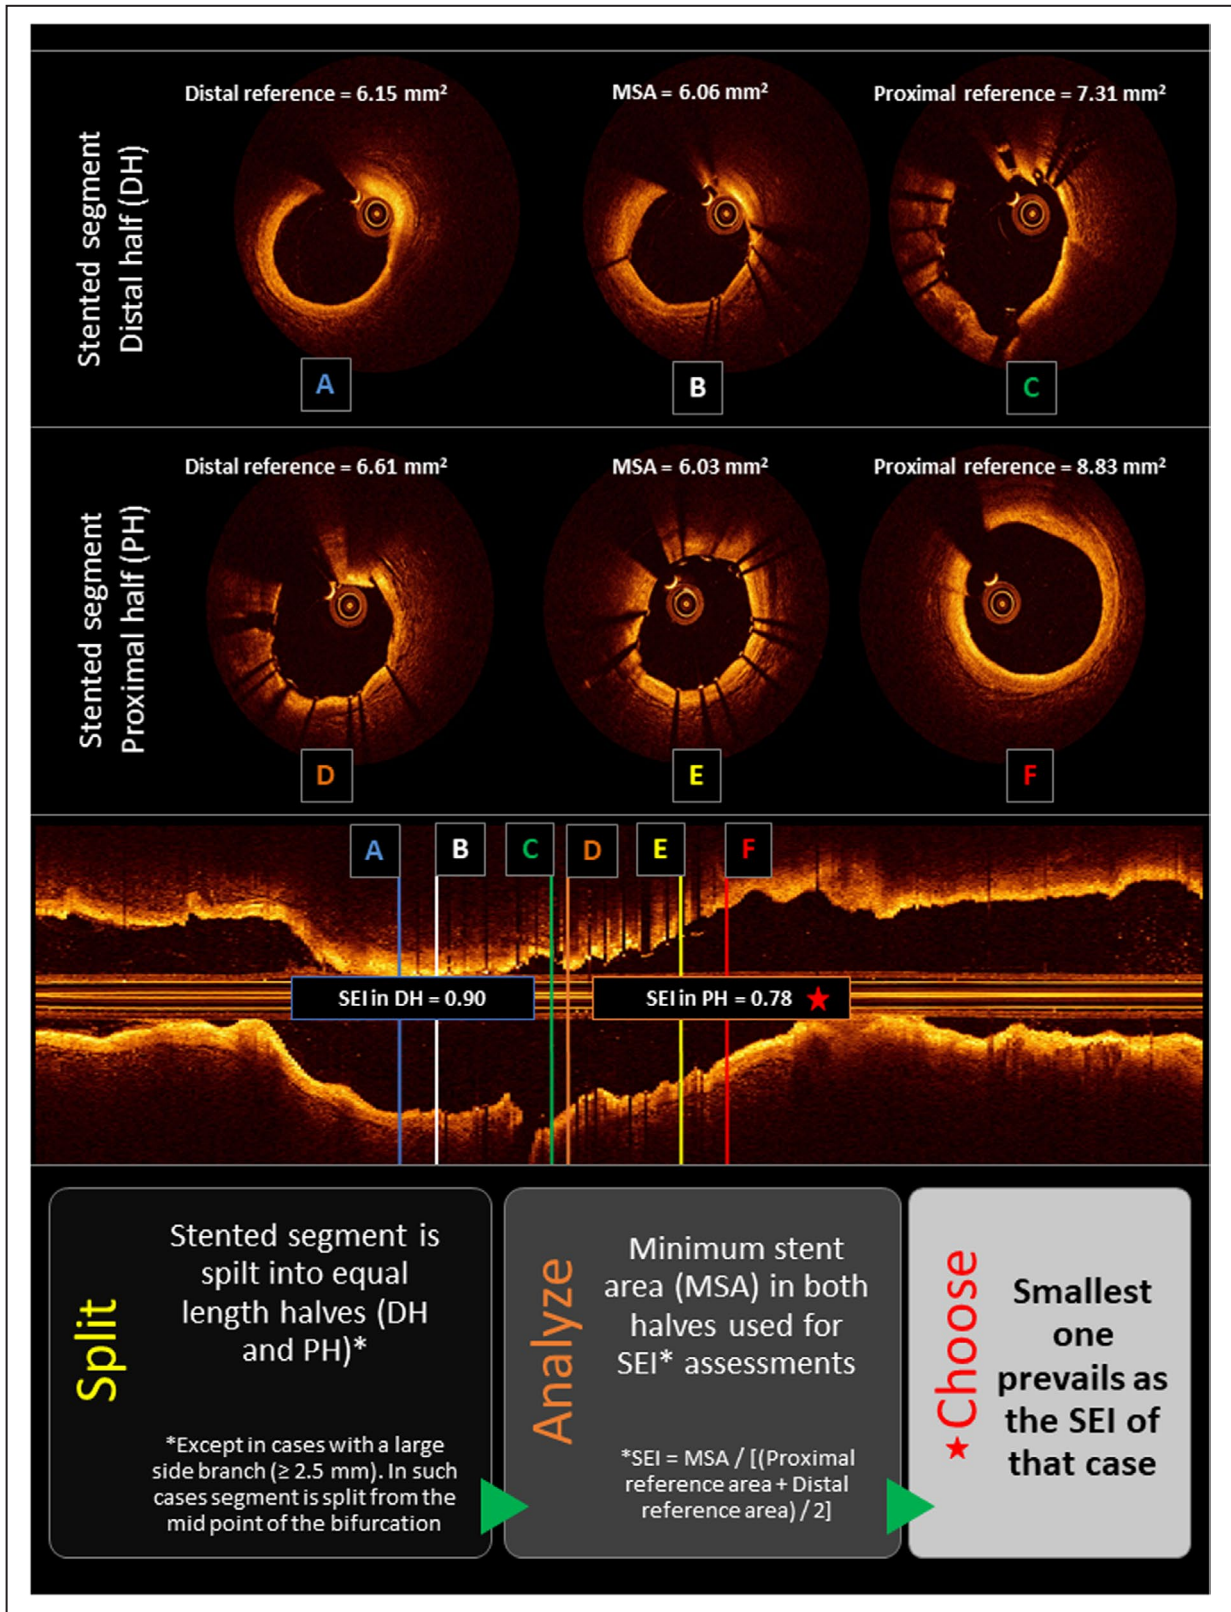 Distal reference = 6.15 mm²
MSA = 6.06 mm²
Proximal reference = 7.31 mm²
Stented segment
Distal half (DH)
A
B
C
Distal reference = 6.61 mm²
MSA = 6.03 mm²
Proximal reference = 8.83 mm²
Stented segment
Proximal half (PH)
D
E
F
A
B
C
D
E
F
SEI in DH = 0.90
SEI in PH = 0.78
Split
Stented segment is
spilt into equal
length halves (DH
and PH)*
*Except in cases with a large
side branch (≥ 2.5 mm). In such
cases segment is split from the
mid point of the bifurcation
Analyze
Minimum stent
area (MSA) in both
halves used for
SEI* assessments
*SEI = MSA / [(Proximal
reference area + Distal
reference area) / 2]
Choose
Smallest
one
prevails as
the SEI of
that case